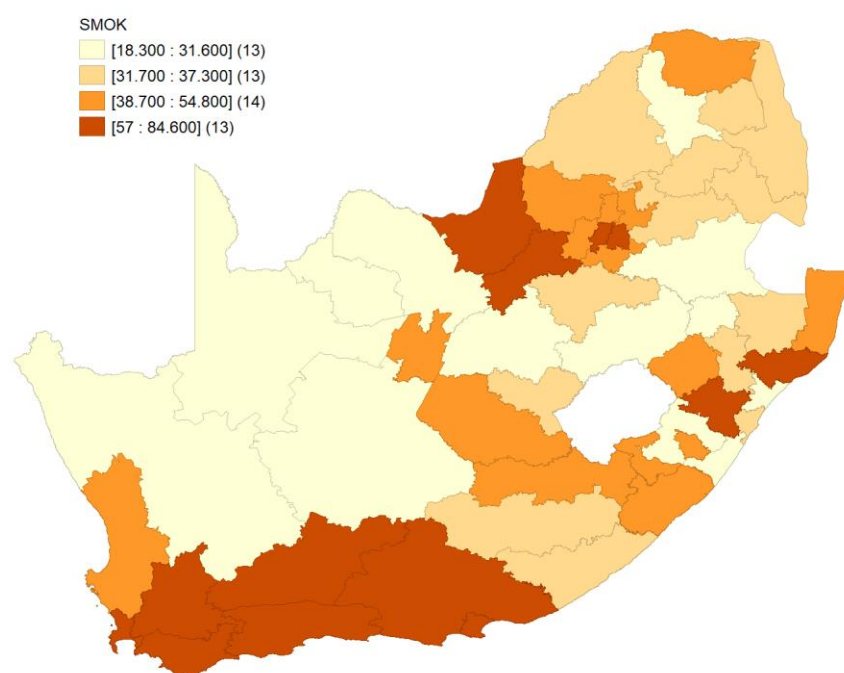 SMOK
[18.300 : 31.600] (13)
[31.700 : 37.300] (13)
[38.700 : 54.800] (14)
[57 : 84.600] (13)